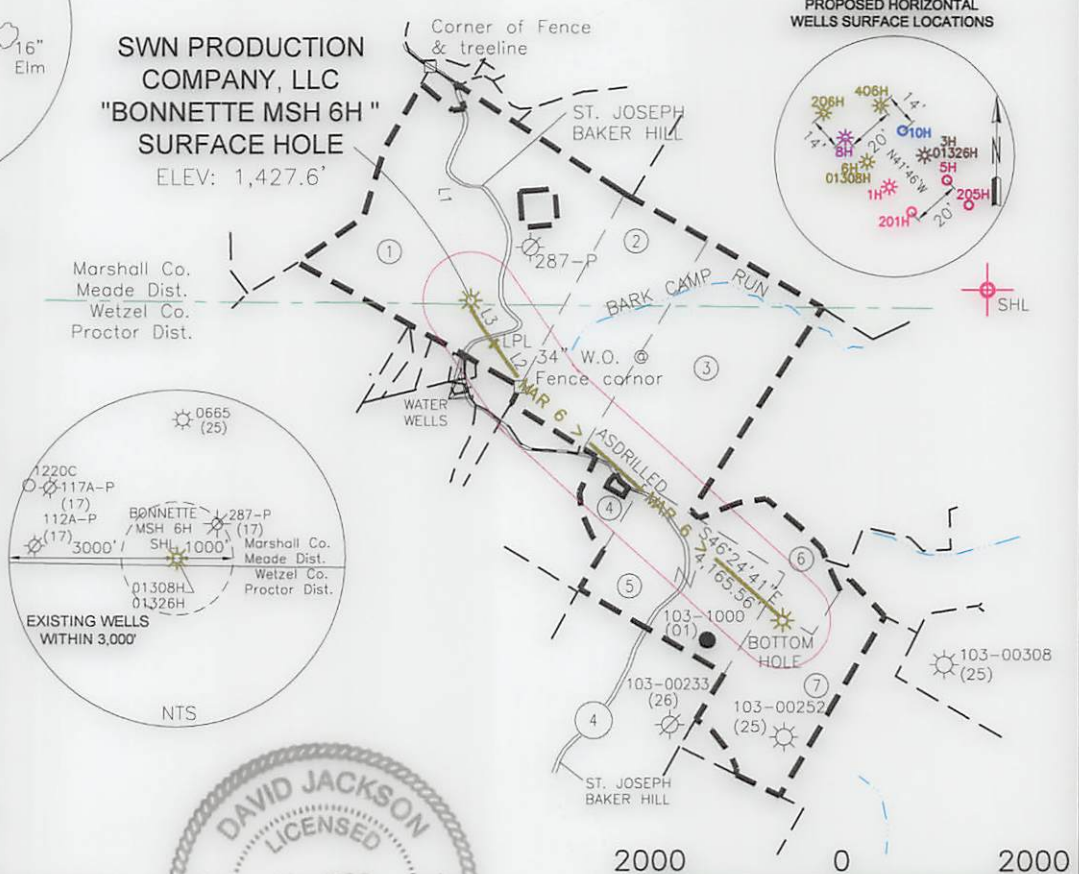 16"
Elm
SWN PRODUCTION
COMPANY, LLC
"BONNETTE MSH 6H "
SURFACE HOLE
ELEV: 1,427.6'
Corner of Fence
& treeline
ST. JOSEPH
BAKER HILL
PROPOSED HORIZONTAL
WELLS SURFACE LOCATIONS
206H
406H
14'
10H
14'
20'
8H
3H
01326H
N41°46'W
6H
01308H
5H
1H
205H
201H
20'
N
SHL
L1
1
2
287-P
BARK CAMP RUN
Marshall Co.
Meade Dist.
Wetzel Co.
Proctor Dist.
L3
LPL
L2
34" W.O. @
Fence cornor
3
WATER
WELLS
MAR 6 >
ASDRILLED
4
MAR 6 >
S46°24'41"E
4,165.56'
6
5
103-1000
(01)
BOTTOM
HOLE
7
103-00308
(25)
103-00233
(26)
103-00252
(25)
4
ST. JOSEPH
BAKER HILL
0665
(25)
1220C
117A-P
(17)
112A-P
(17)
BONNETTE
MSH 6H
287-P
(17)
SHL
1000'
3000'
Marshall Co.
Meade Dist.
Wetzel Co.
Proctor Dist.
01308H
01326H
EXISTING WELLS
WITHIN 3,000'
NTS
DAVID JACKSON
LICENSED
2000 0 2000